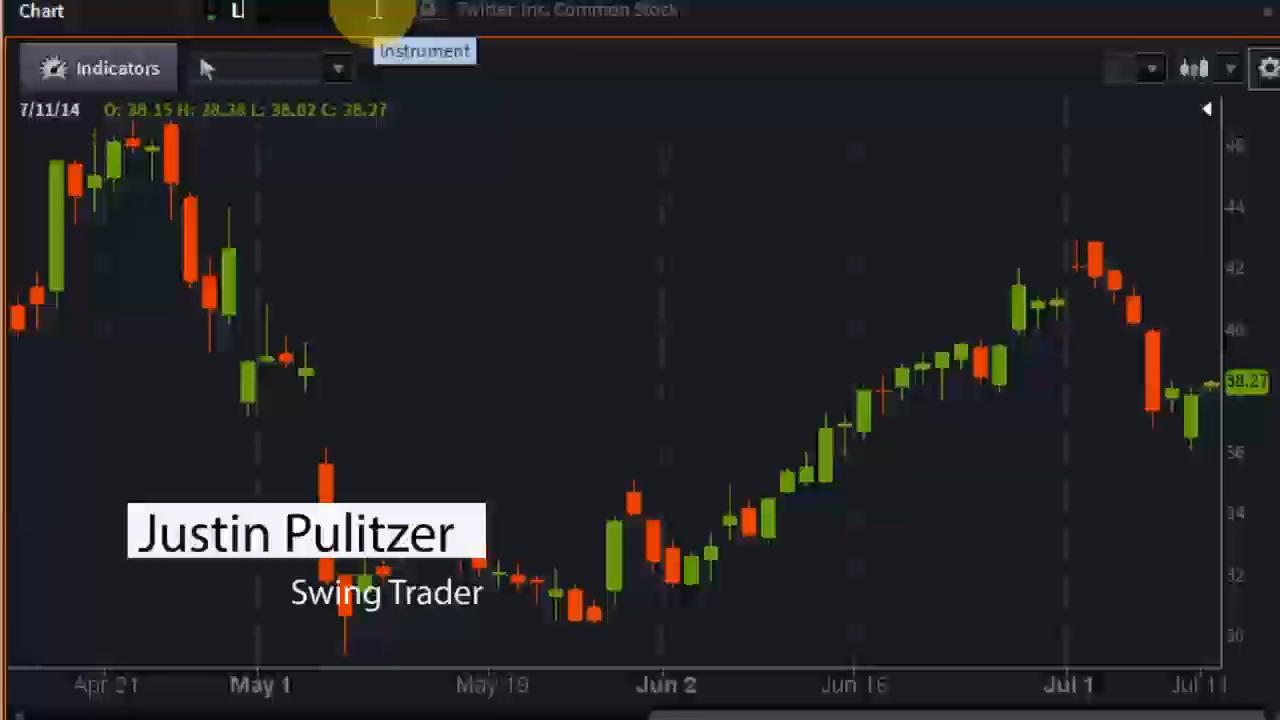 Chart L Twitter Inc. Common Stock
Instrument
Indicators
7/11/14 O: 38.15 H: 38.38 L: 38.02 C: 38.27
46
44
42
40
38.27
36
34
Justin Pulitzer
32
Swing Trader
30
Apr 21 May 1 May 19 Jun 2 Jun 16 Jul 1 Jul 11